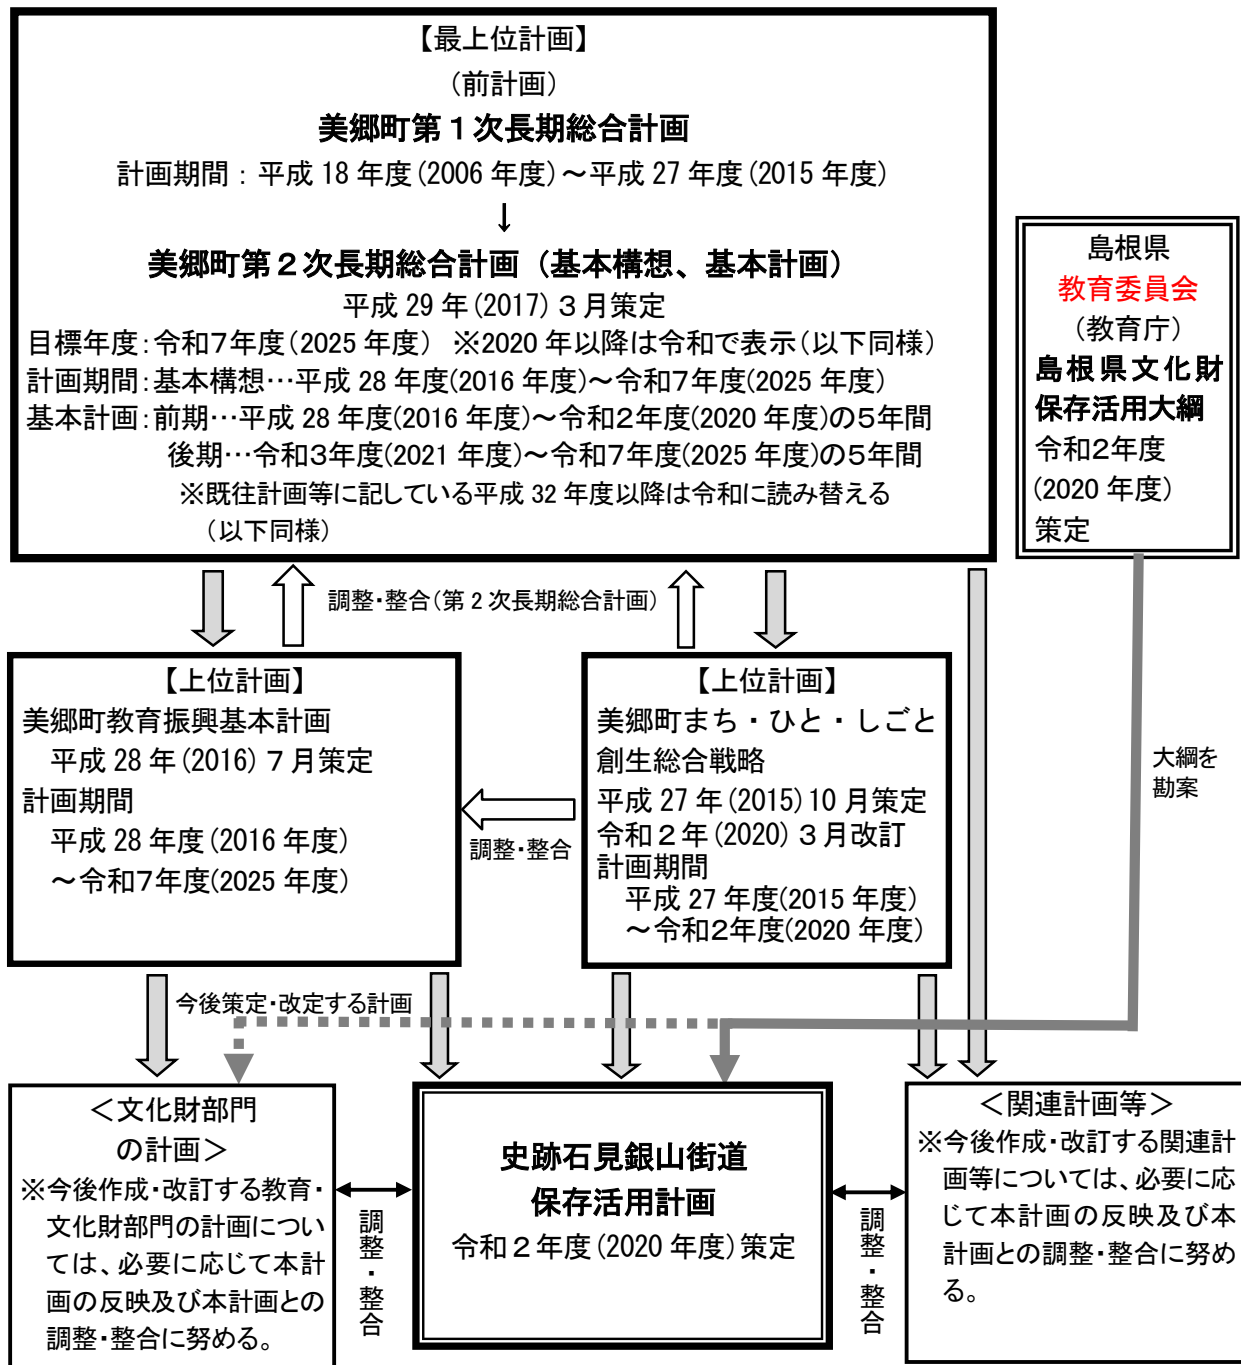 【最上位計画】
（前計画）
美郷町第１次長期総合計画
計画期間：平成 18 年度(2006 年度)～平成 27 年度(2015 年度)
↓
美郷町第２次長期総合計画（基本構想、基本計画）
平成 29 年(2017) 3 月策定
目標年度：令和７年度(2025 年度) ※2020 年以降は令和で表示(以下同様)
計画期間：基本構想…平成 28 年度(2016 年度)～令和７年度(2025 年度)
基本計画：前期…平成 28 年度(2016 年度)～令和２年度(2020 年度)の５年間
後期…令和３年度(2021 年度)～令和７年度(2025 年度)の５年間
※既往計画等に記している平成 32 年度以降は令和に読み替える
（以下同様）
島根県
教育委員会
（教育庁）
島根県文化財
保存活用大綱
令和２年度
(2020 年度)
策定
調整・整合(第 2 次長期総合計画)
【上位計画】
美郷町教育振興基本計画
平成 28 年(2016) 7 月策定
計画期間
平成 28 年度(2016 年度)
～令和７年度(2025 年度)
調整・整合
【上位計画】
美郷町まち・ひと・しごと
創生総合戦略
平成 27 年(2015) 10 月策定
令和 2 年(2020) 3 月改訂
計画期間
平成 27 年度(2015 年度)
～令和２年度(2020 年度)
大綱を
勘案
今後策定・改定する計画
＜文化財部門
の計画＞
※今後作成・改訂する教育・
文化財部門の計画につい
ては、必要に応じて本計
画の反映及び本計画との
調整・整合に努める。
調整・整合
史跡石見銀山街道
保存活用計画
令和 2 年度(2020 年度)策定
調整・整合
＜関連計画等＞
※今後作成・改訂する関連計
画等については、必要に応
じて本計画の反映及び本
計画との調整・整合に努め
る。